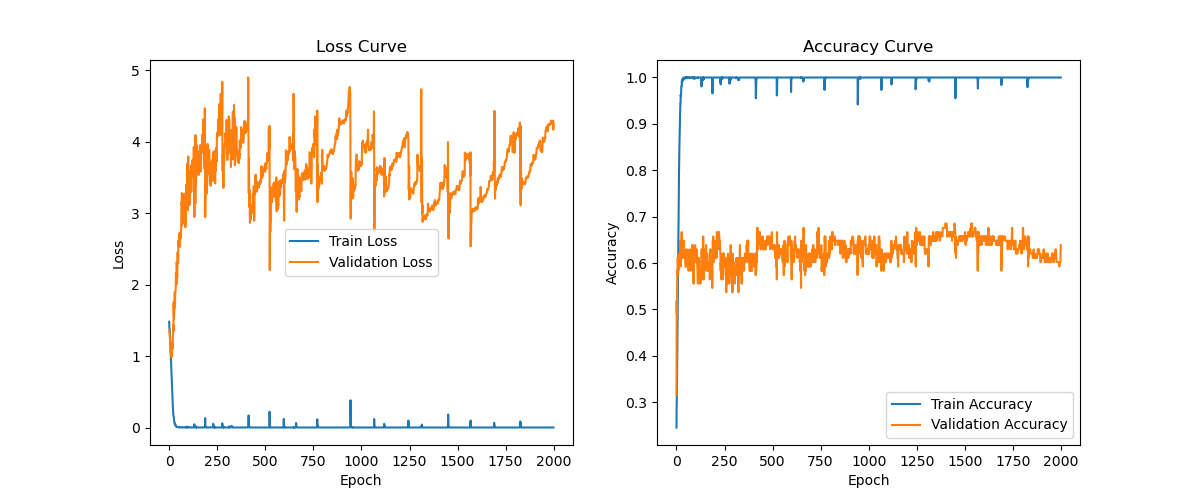 Loss Curve
5
4
3
2
1
0
Loss
Train Loss
Validation Loss
0 250 500 750 1000 1250 1500 1750 2000
Epoch
Accuracy Curve
1.0
0.9
0.8
0.7
0.6
0.5
0.4
0.3
Accuracy
Train Accuracy
Validation Accuracy
0 250 500 750 1000 1250 1500 1750 2000
Epoch